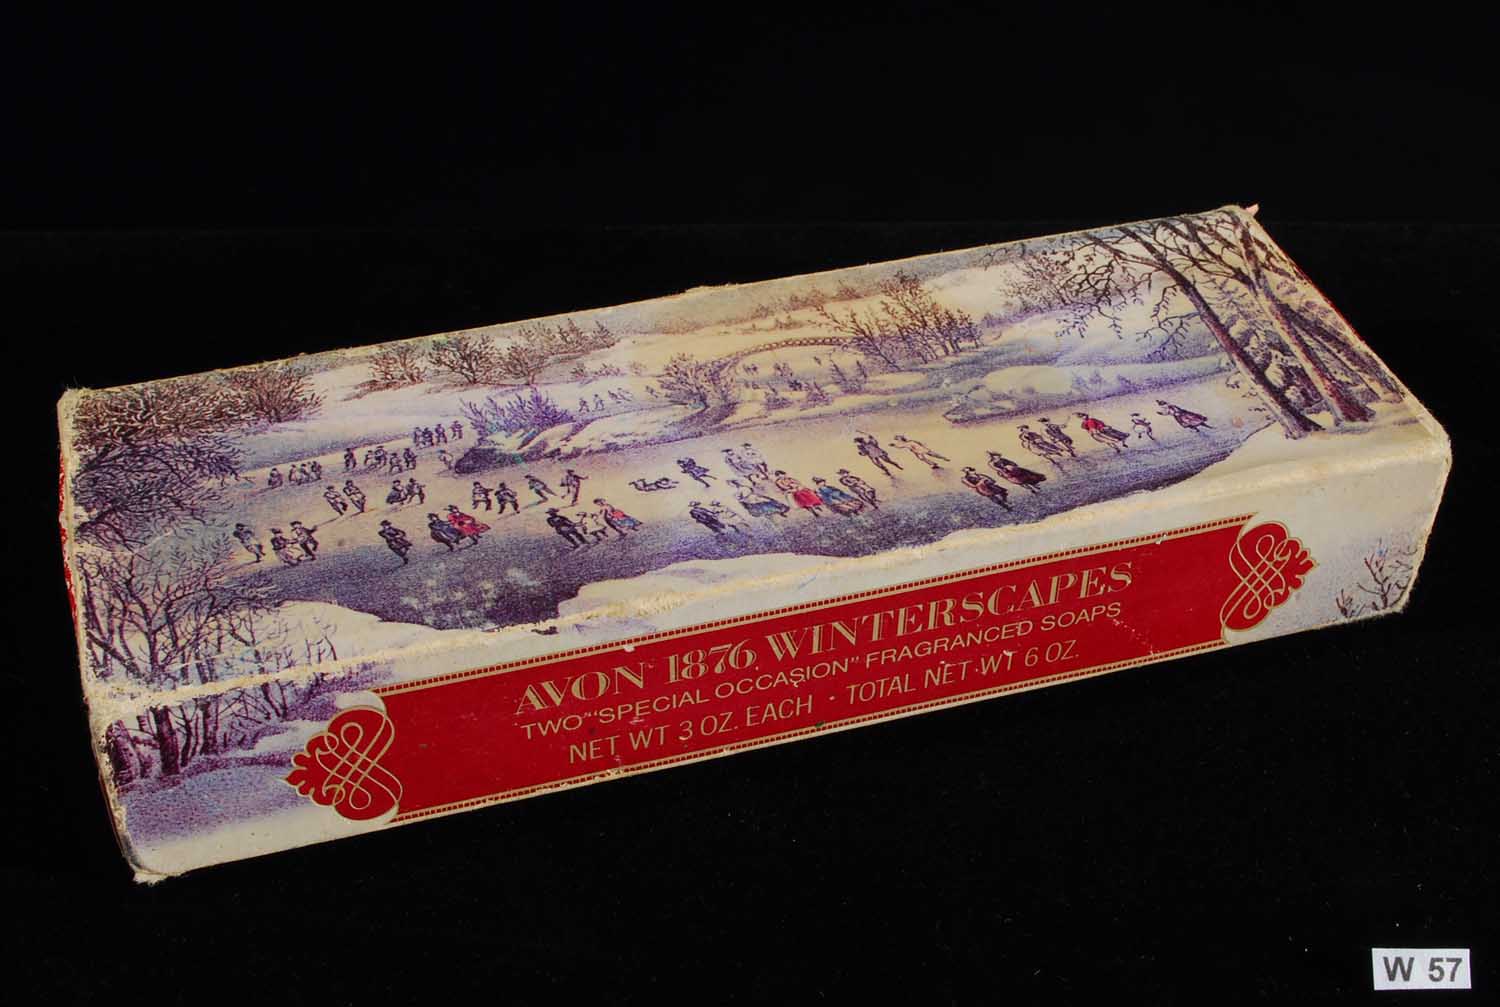 AVON 1876 WINTERSCAPES
TWO "SPECIAL OCCASION" FRAGRANCED SOAPS
NET WT 3 OZ. EACH · TOTAL NET WT 6 OZ.
W 57